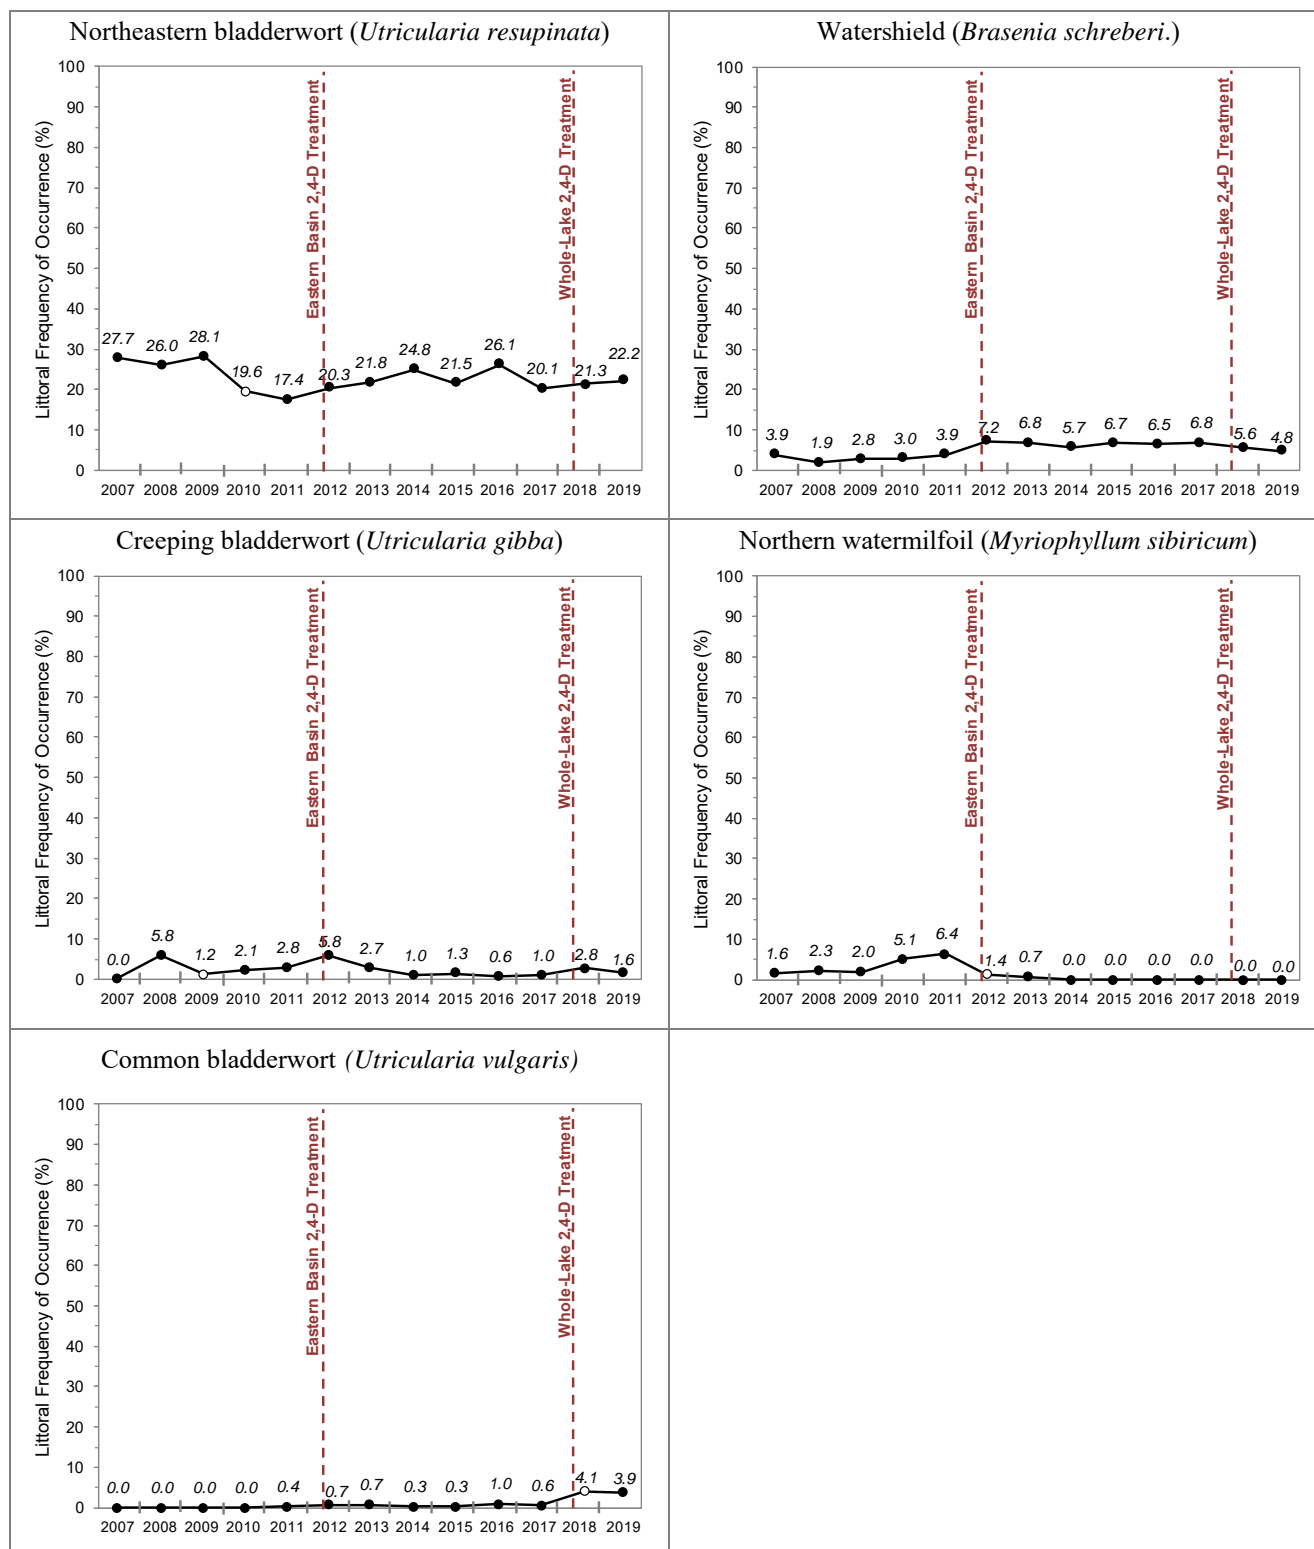 Northeastern bladderwort (Utricularia resupinata)
Littoral Frequency of Occurrence (%)
100
90
80
70
60
50
40
30
20
10
0
Eastern Basin 2,4-D Treatment
Whole-Lake 2,4-D Treatment
27.7 26.0 28.1 19.6 17.4 20.3 21.8 24.8 21.5 26.1 20.1 21.3 22.2
2007 2008 2009 2010 2011 2012 2013 2014 2015 2016 2017 2018 2019
Watershield (Brasenia schreberi.)
Littoral Frequency of Occurrence (%)
100
90
80
70
60
50
40
30
20
10
0
Eastern Basin 2,4-D Treatment
Whole-Lake 2,4-D Treatment
3.9 1.9 2.8 3.0 3.9 7.2 6.8 5.7 6.7 6.5 6.8 5.6 4.8
2007 2008 2009 2010 2011 2012 2013 2014 2015 2016 2017 2018 2019
Creeping bladderwort (Utricularia gibba)
Littoral Frequency of Occurrence (%)
100
90
80
70
60
50
40
30
20
10
0
Eastern Basin 2,4-D Treatment
Whole-Lake 2,4-D Treatment
0.0 5.8 1.2 2.1 2.8 5.8 2.7 1.0 1.3 0.6 1.0 2.8 1.6
2007 2008 2009 2010 2011 2012 2013 2014 2015 2016 2017 2018 2019
Northern watermilfoil (Myriophyllum sibiricum)
Littoral Frequency of Occurrence (%)
100
90
80
70
60
50
40
30
20
10
0
Eastern Basin 2,4-D Treatment
Whole-Lake 2,4-D Treatment
1.6 2.3 2.0 5.1 6.4 1.4 0.7 0.0 0.0 0.0 0.0 0.0 0.0
2007 2008 2009 2010 2011 2012 2013 2014 2015 2016 2017 2018 2019
Common bladderwort (Utricularia vulgaris)
Littoral Frequency of Occurrence (%)
100
90
80
70
60
50
40
30
20
10
0
Eastern Basin 2,4-D Treatment
Whole-Lake 2,4-D Treatment
0.0 0.0 0.0 0.0 0.4 0.7 0.7 0.3 0.3 1.0 0.6 4.1 3.9
2007 2008 2009 2010 2011 2012 2013 2014 2015 2016 2017 2018 2019